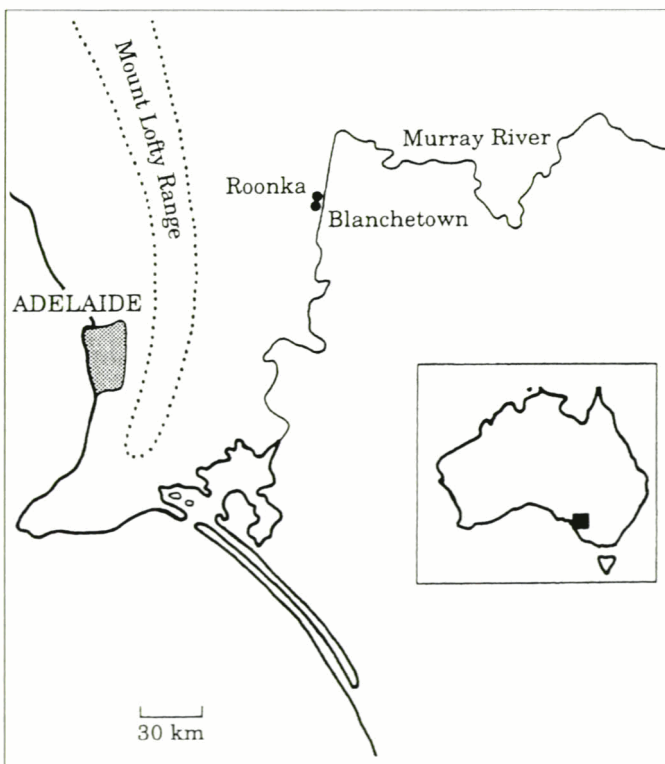 Mount Lofty Range
Murray River
Roonka
Blanchetown
ADELAIDE
30 km